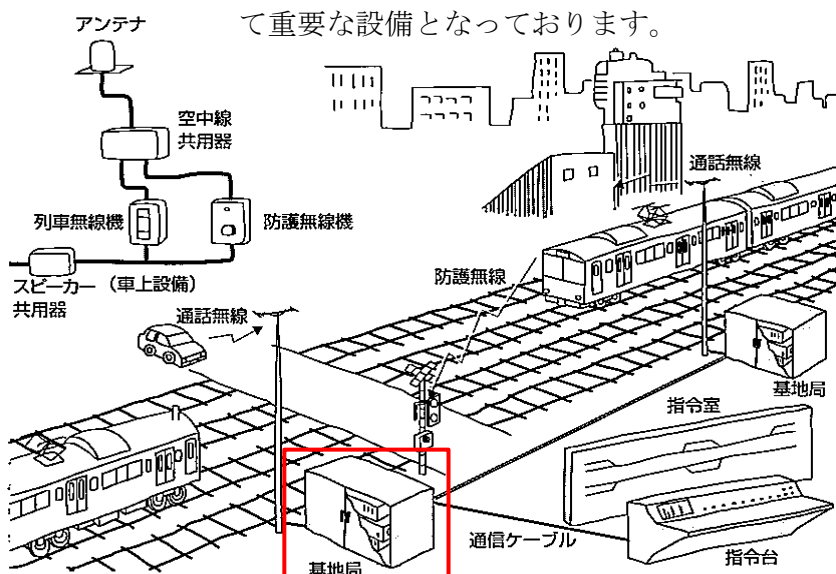 て重要な設備となっております。
アンテナ
空中線
共用器
列車無線機
防護無線機
スピーカー
共用器
(車上設備)
通話無線
防護無線
通話無線
基地局
指令室
指令台
通信ケーブル
基地局